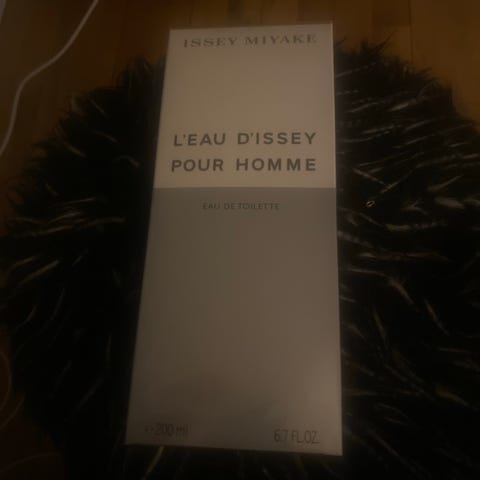 ISSEY MIYAKE
L'EAU D'ISSEY
POUR HOMME
EAU DE TOILETTE
e 200 ml 6.7 FL.OZ.